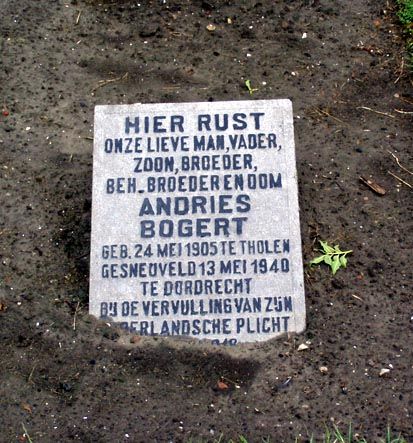 HIER RUST
ONZE LIEVE MAN, VADER,
ZOON, BROEDER,
BEH-BROEDER EN OOM
ANDRIES
BOGERT
GEB. 24 MEI 1905 TE THOLEN
GESNEUVELD 13 MEI 1940
TE DORDRECHT
BIJ DE VERVULLING VAN ZIJN
DERLANDSCHE PLICHT